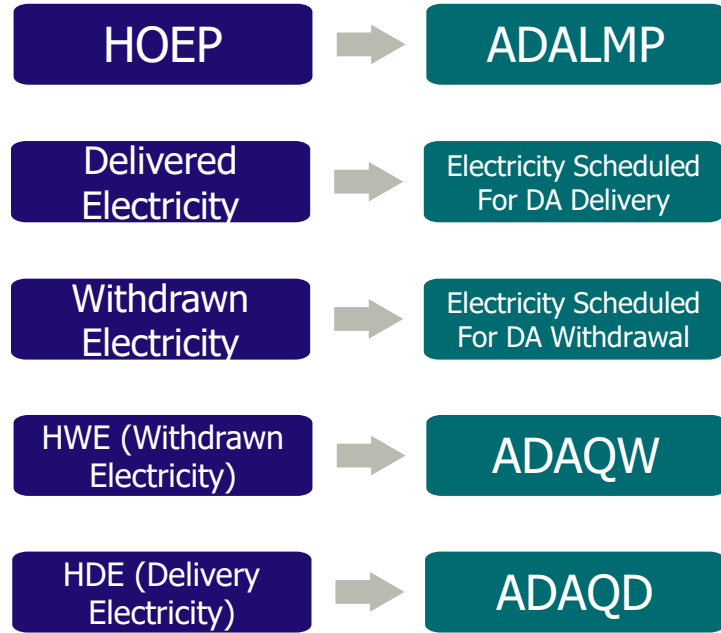 HOEP
ADALMP
Delivered
Electricity
Electricity Scheduled
For DA Delivery
Withdrawn
Electricity
Electricity Scheduled
For DA Withdrawal
HWE (Withdrawn
Electricity)
ADAQW
HDE (Delivery
Electricity)
ADAQD